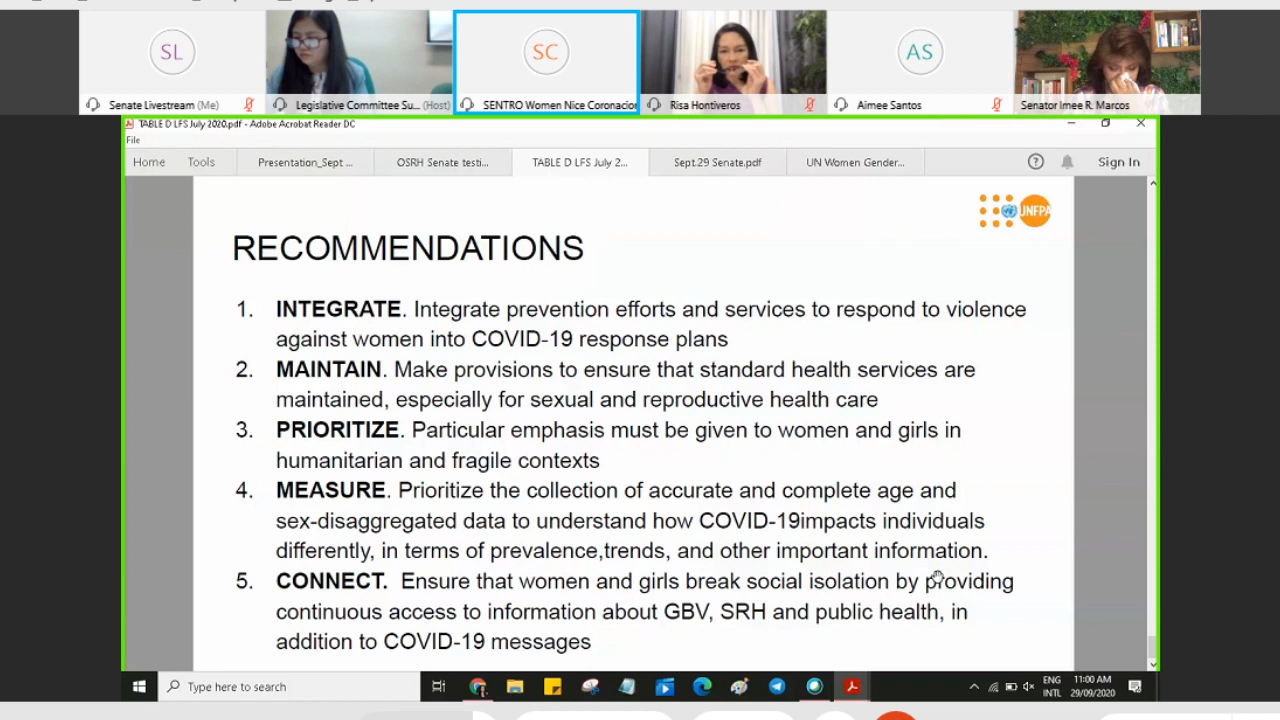 SL
SC
AS
Senate Livestream (Me)
Legislative Committee Su... (Host)
SENTRO Women Nice Coronacion
Risa Hontiveros
Aimee Santos
Senator Imee R. Marcos
TABLE D LFS July 2020.pdf - Adobe Acrobat Reader DC
File
Home
Tools
Presentation_Sept ...
OSRH Senate testi...
TABLE D LFS July 2...
Sept.29 Senate.pdf
UN Women Gender...
Sign In
UNFPA
RECOMMENDATIONS
1. INTEGRATE. Integrate prevention efforts and services to respond to violence
against women into COVID-19 response plans
2. MAINTAIN. Make provisions to ensure that standard health services are
maintained, especially for sexual and reproductive health care
3. PRIORITIZE. Particular emphasis must be given to women and girls in
humanitarian and fragile contexts
4. MEASURE. Prioritize the collection of accurate and complete age and
sex-disaggregated data to understand how COVID-19impacts individuals
differently, in terms of prevalence,trends, and other important information.
5. CONNECT. Ensure that women and girls break social isolation by providing
continuous access to information about GBV, SRH and public health, in
addition to COVID-19 messages
Type here to search
ENG
INTL
11:00 AM
29/09/2020